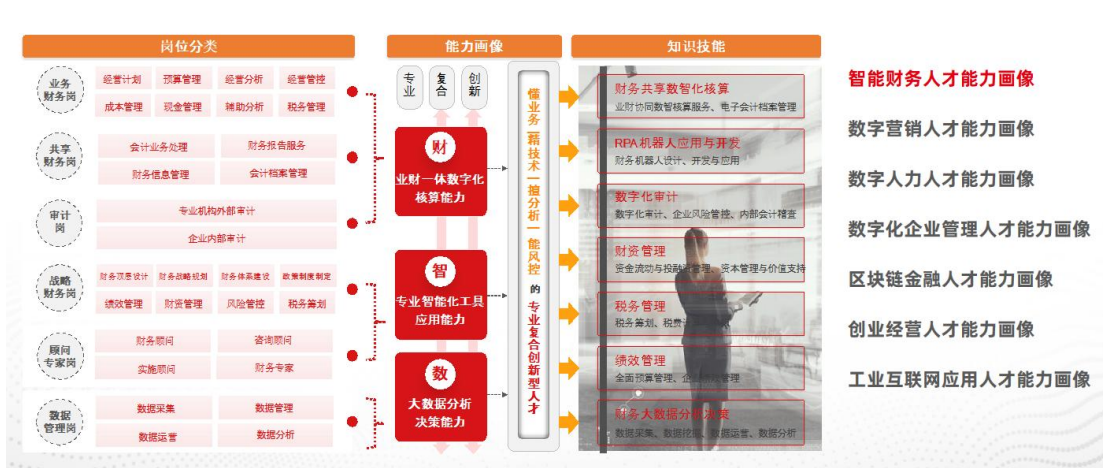 岗位分类
业务
财务岗
经营计划 预算管理 经营分析 经营管控
成本管理 现金管理 辅助分析 税务管理
共享
财务岗
会计业务处理 财务报告服务
财务信息管理 会计档案管理
审计
岗
专业机构外部审计
企业内部审计
战略
财务岗
财务顶层设计 财务战略规划 财务体系建设 政策制度制定
绩效管理 财资管理 风险管控 税务筹划
顾问
专家岗
财务顾问 咨询顾问
实施顾问 财务专家
数据
管理岗
数据采集 数据管理
数据运营 数据分析
能力画像
专业 复合 创新
财
业财一体数字化
核算能力
智
专业智能化工具
应用能力
数
大数据分析
决策能力
懂业务|精技术|擅分析|能风控 的 专业复合创新型人才
知识技能
财务共享数智化核算
业财协同数智核算服务、电子会计档案管理
RPA机器人应用与开发
财务机器人设计、开发与应用
数字化审计
数字化审计、企业风险管控、内部会计稽查
财资管理
资金流动与投融资管理、资本管理与价值支持
税务管理
税务筹划、税费
绩效管理
全面预算管理、企业 管理
财务大数据分析决策
数据采集、数据挖掘、数据运营、数据分析
智能财务人才能力画像
数字营销人才能力画像
数字人力人才能力画像
数字化企业管理人才能力画像
区块链金融人才能力画像
创业经营人才能力画像
工业互联网应用人才能力画像